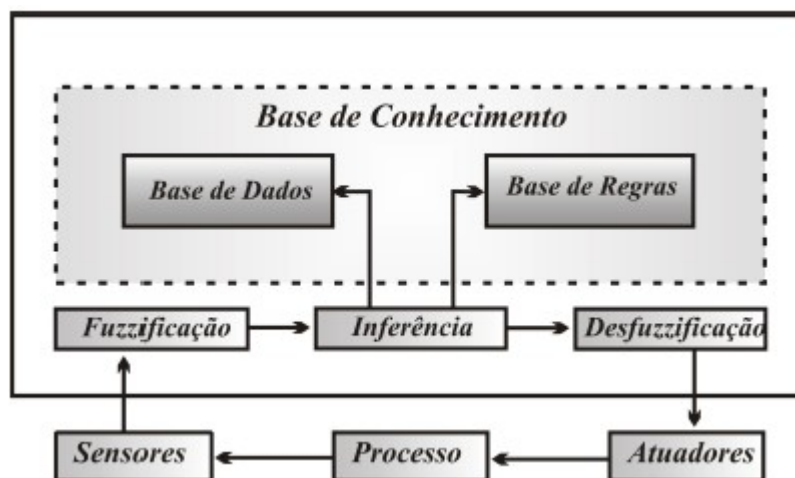 Base de Conhecimento
Base de Dados
Base de Regras
Fuzzificação
Inferência
Desfuzzificação
Sensores
Processo
Atuadores